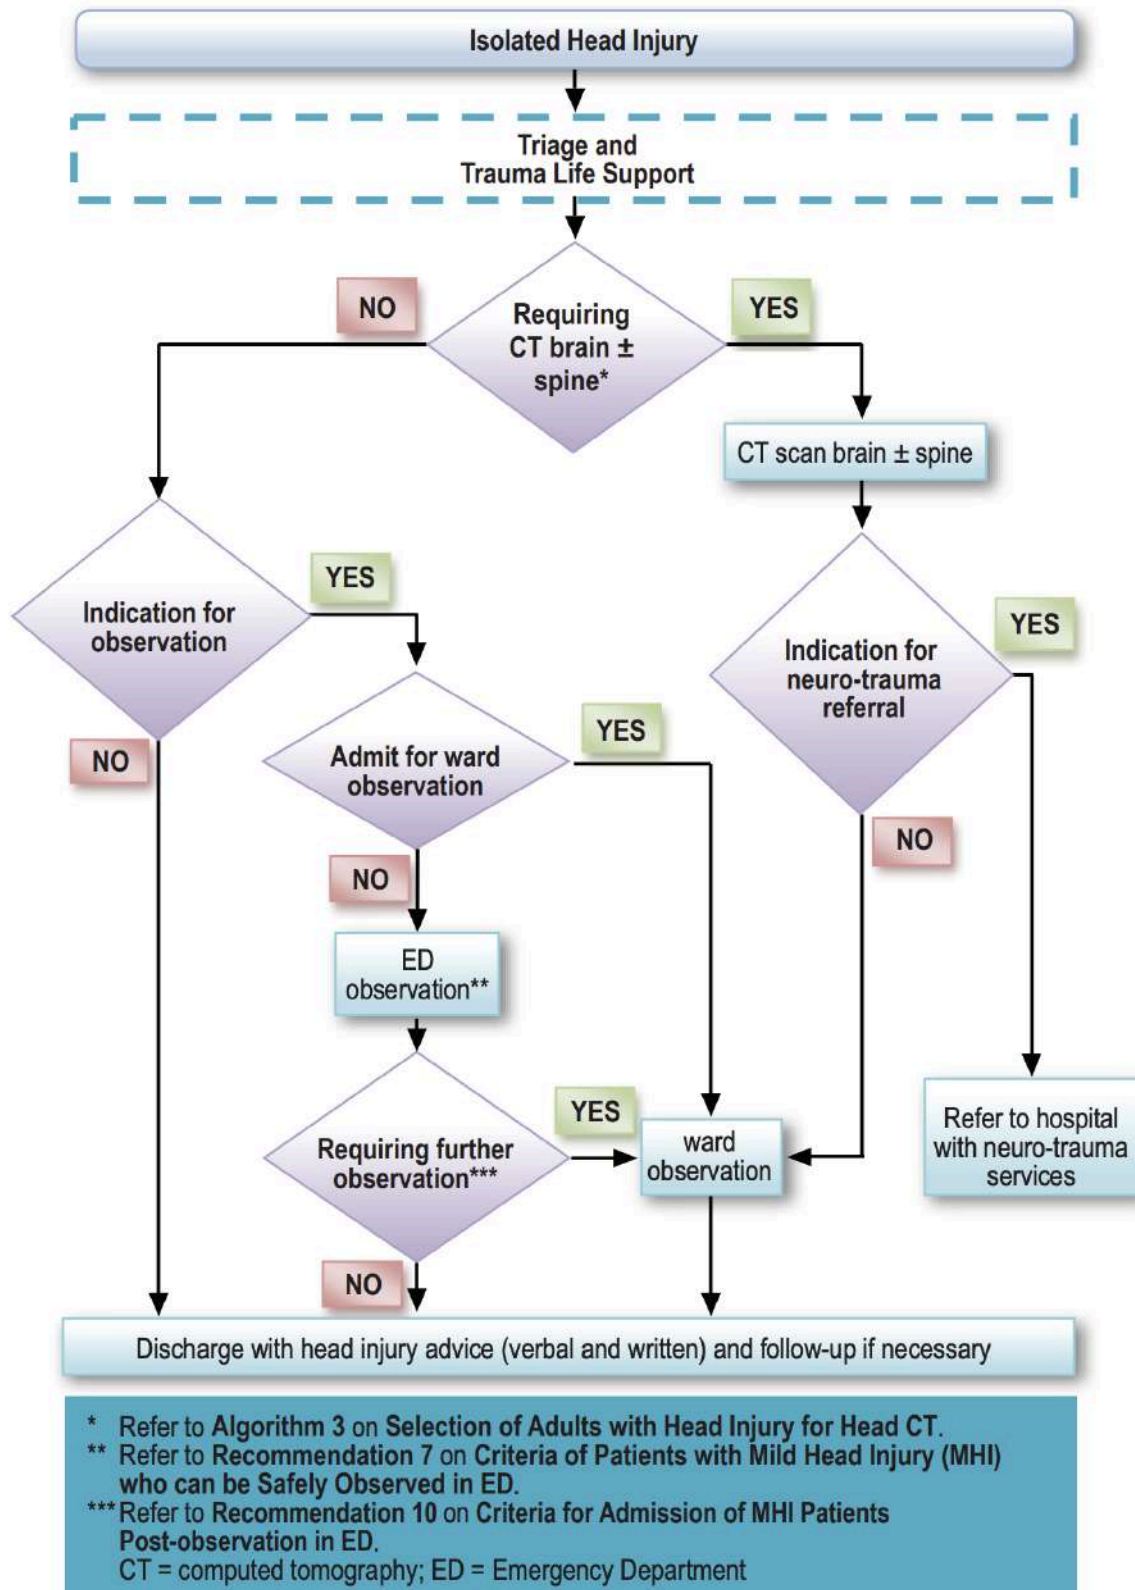 Isolated Head Injury
Triage and
Trauma Life Support
NO
Requiring
CT brain ±
spine*
YES
CT scan brain ± spine
Indication for
observation
YES
NO
Indication for
neuro-trauma
referral
YES
NO
Admit for ward
observation
YES
NO
ED
observation**
Requiring further
observation***
YES
NO
ward
observation
Refer to hospital
with neuro-trauma
services
Discharge with head injury advice (verbal and written) and follow-up if necessary
* Refer to Algorithm 3 on Selection of Adults with Head Injury for Head CT.
** Refer to Recommendation 7 on Criteria of Patients with Mild Head Injury (MHI)
who can be Safely Observed in ED.
*** Refer to Recommendation 10 on Criteria for Admission of MHI Patients
Post-observation in ED.
CT = computed tomography; ED = Emergency Department